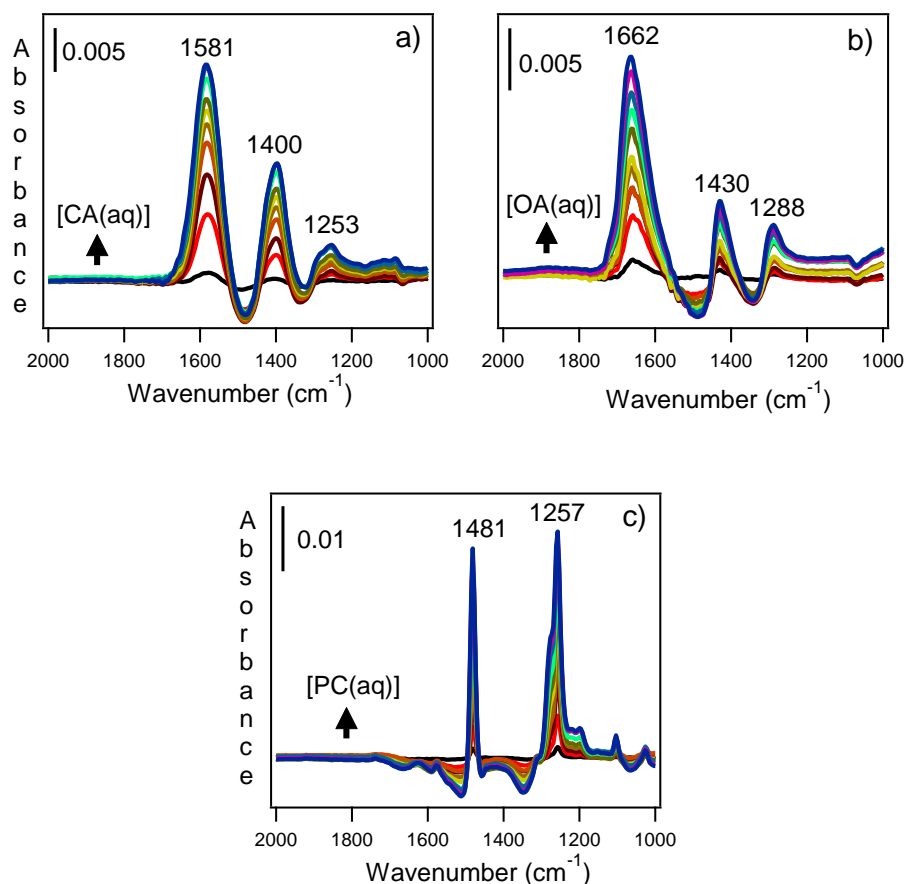 a)
0.005
1581
1400
1253
[CA(aq)]
Absorbance
2000 1800 1600 1400 1200 1000
Wavenumber (cm-1)
b)
0.005
1662
1430
1288
[OA(aq)]
2000 1800 1600 1400 1200 1000
Wavenumber (cm-1)
c)
0.01
1481
1257
[PC(aq)]
Absorbance
2000 1800 1600 1400 1200 1000
Wavenumber (cm-1)